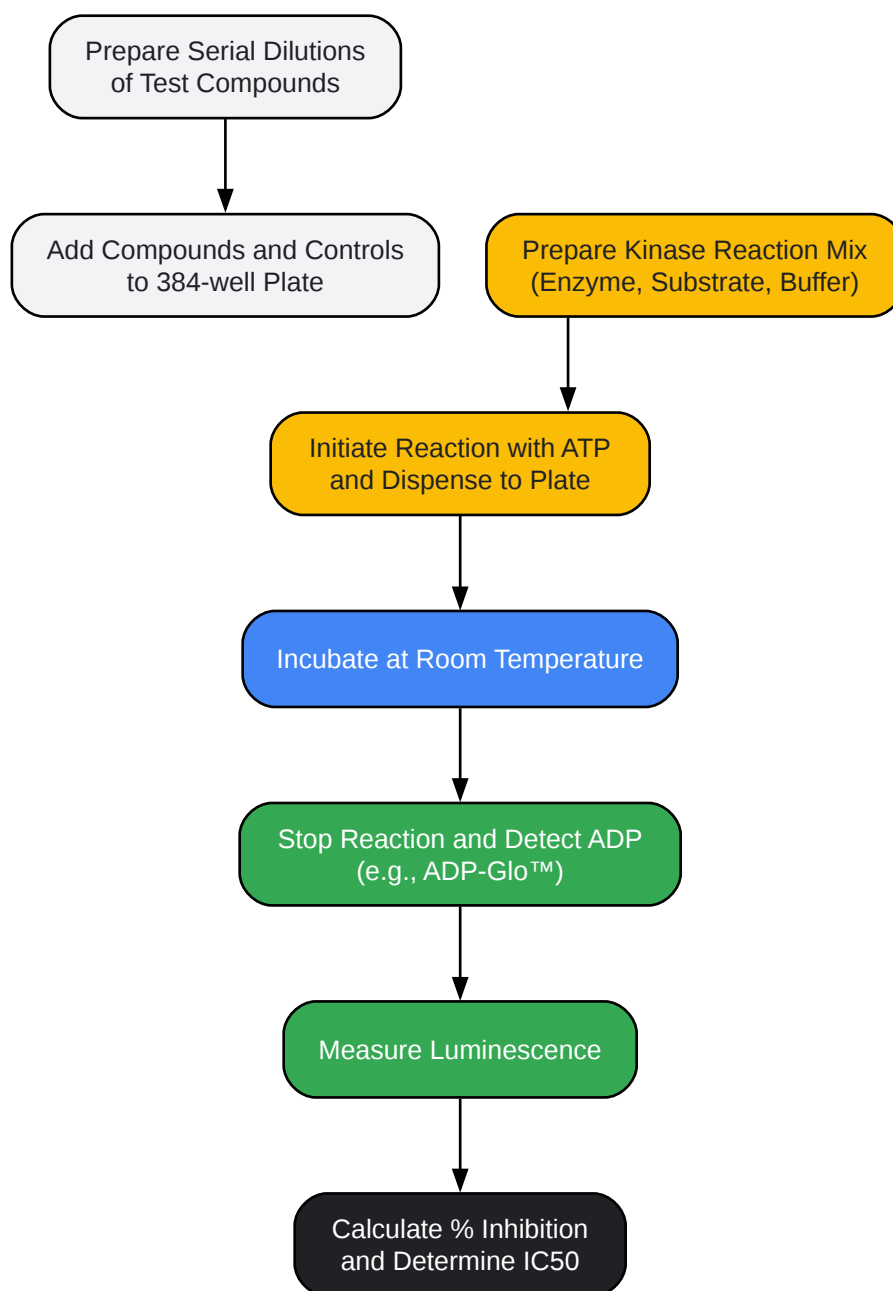 Prepare Serial Dilutions
of Test Compounds
Add Compounds and Controls
to 384-well Plate
Prepare Kinase Reaction Mix
(Enzyme, Substrate, Buffer)
Initiate Reaction with ATP
and Dispense to Plate
Incubate at Room Temperature
Stop Reaction and Detect ADP
(e.g., ADP-Glo™)
Measure Luminescence
Calculate % Inhibition
and Determine IC50